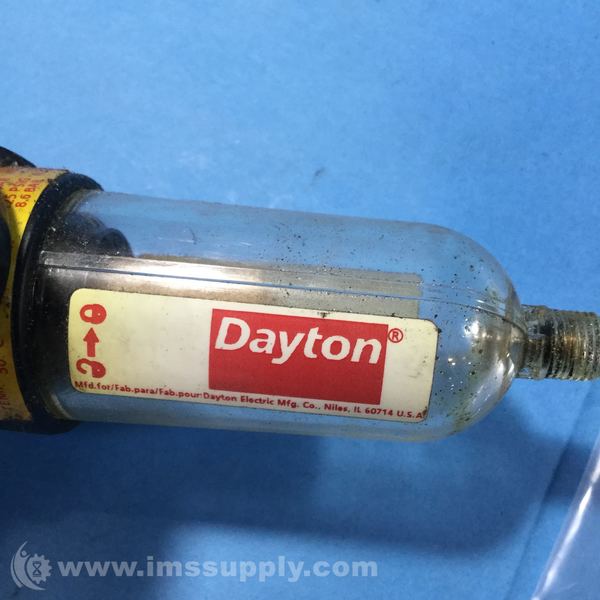 Dayton®
Mfd.for/Fab.para/Fab.pour:Dayton Electric Mfg. Co., Niles, IL 60714 U.S.A.
www.imssupply.com